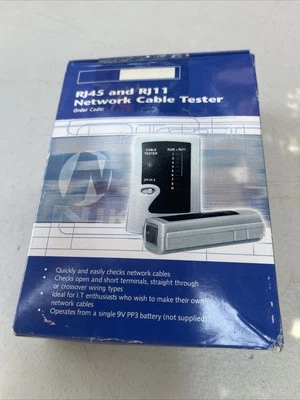 RJ45 and RJ11
Network Cable Tester
Order Code:
CABLE
TESTER
RJ45 + RJ11
• Quickly and easily checks network cables
• Checks open and short terminals, straight through
or crossover wiring types
• Ideal for I.T enthusiasts who wish to make their own
network cables
• Operates from a single 9V PP3 battery (not supplied)